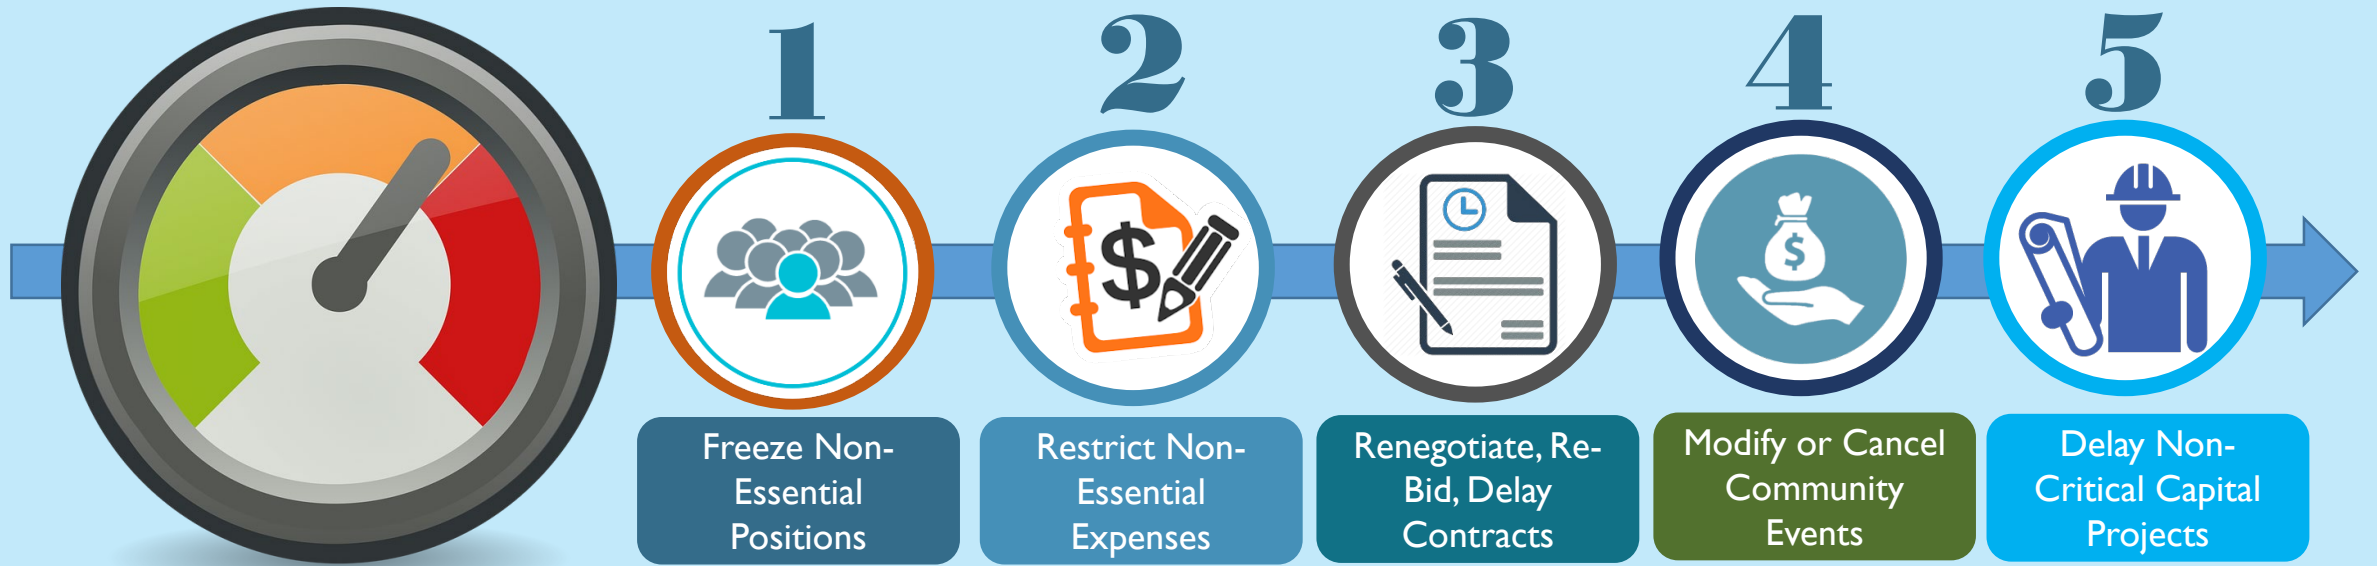 1
2
3
4
5
$
$
Freeze Non-
Essential
Positions
Restrict Non-
Essential
Expenses
Renegotiate, Re-
Bid, Delay
Contracts
Modify or Cancel
Community
Events
Delay Non-
Critical Capital
Projects